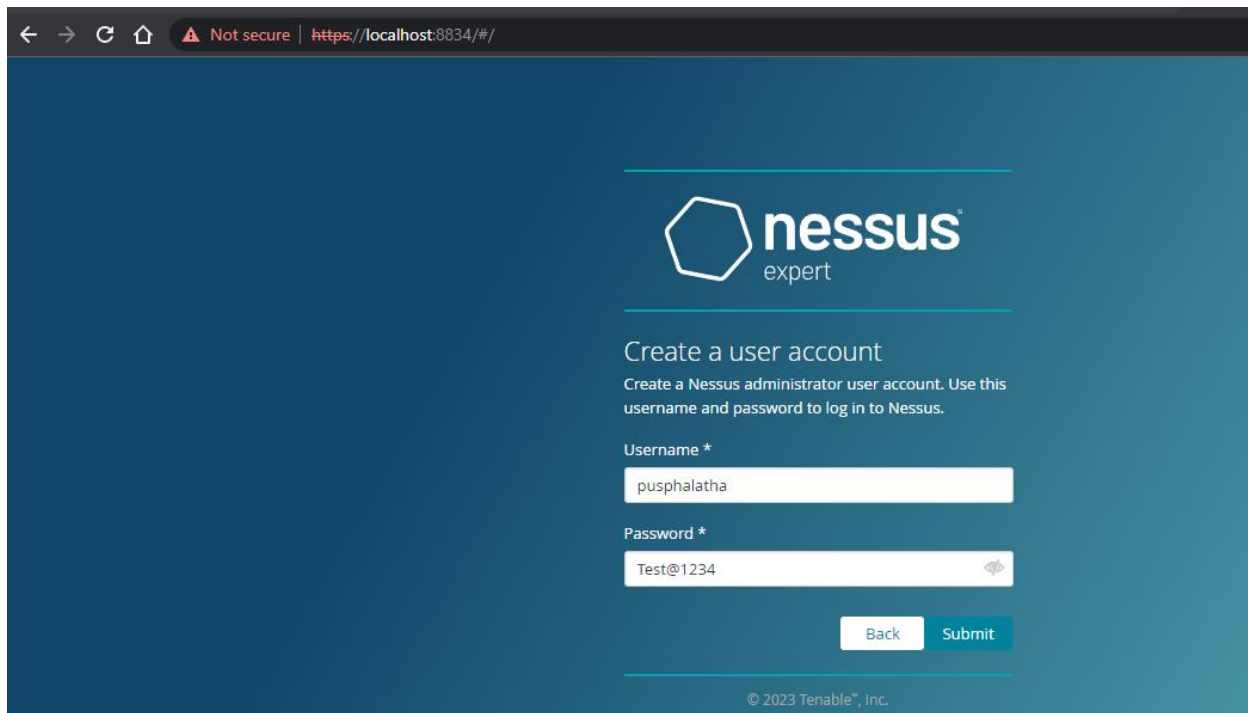 Not secure | https://localhost:8834/#/
nessus
expert
Create a user account
Create a Nessus administrator user account. Use this
username and password to log in to Nessus.
Username *
pusphalatha
Password *
Test@1234
Back Submit
© 2023 Tenable™, Inc.